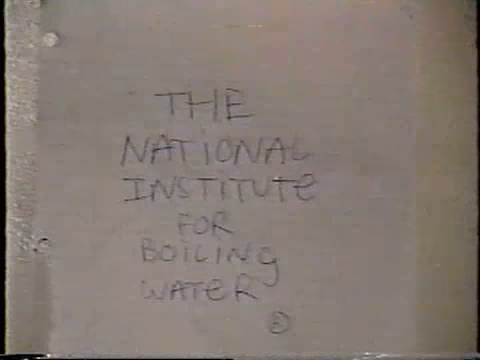 THE
NATIONAL
INSTITUTE
FOR
BOILING
WATER